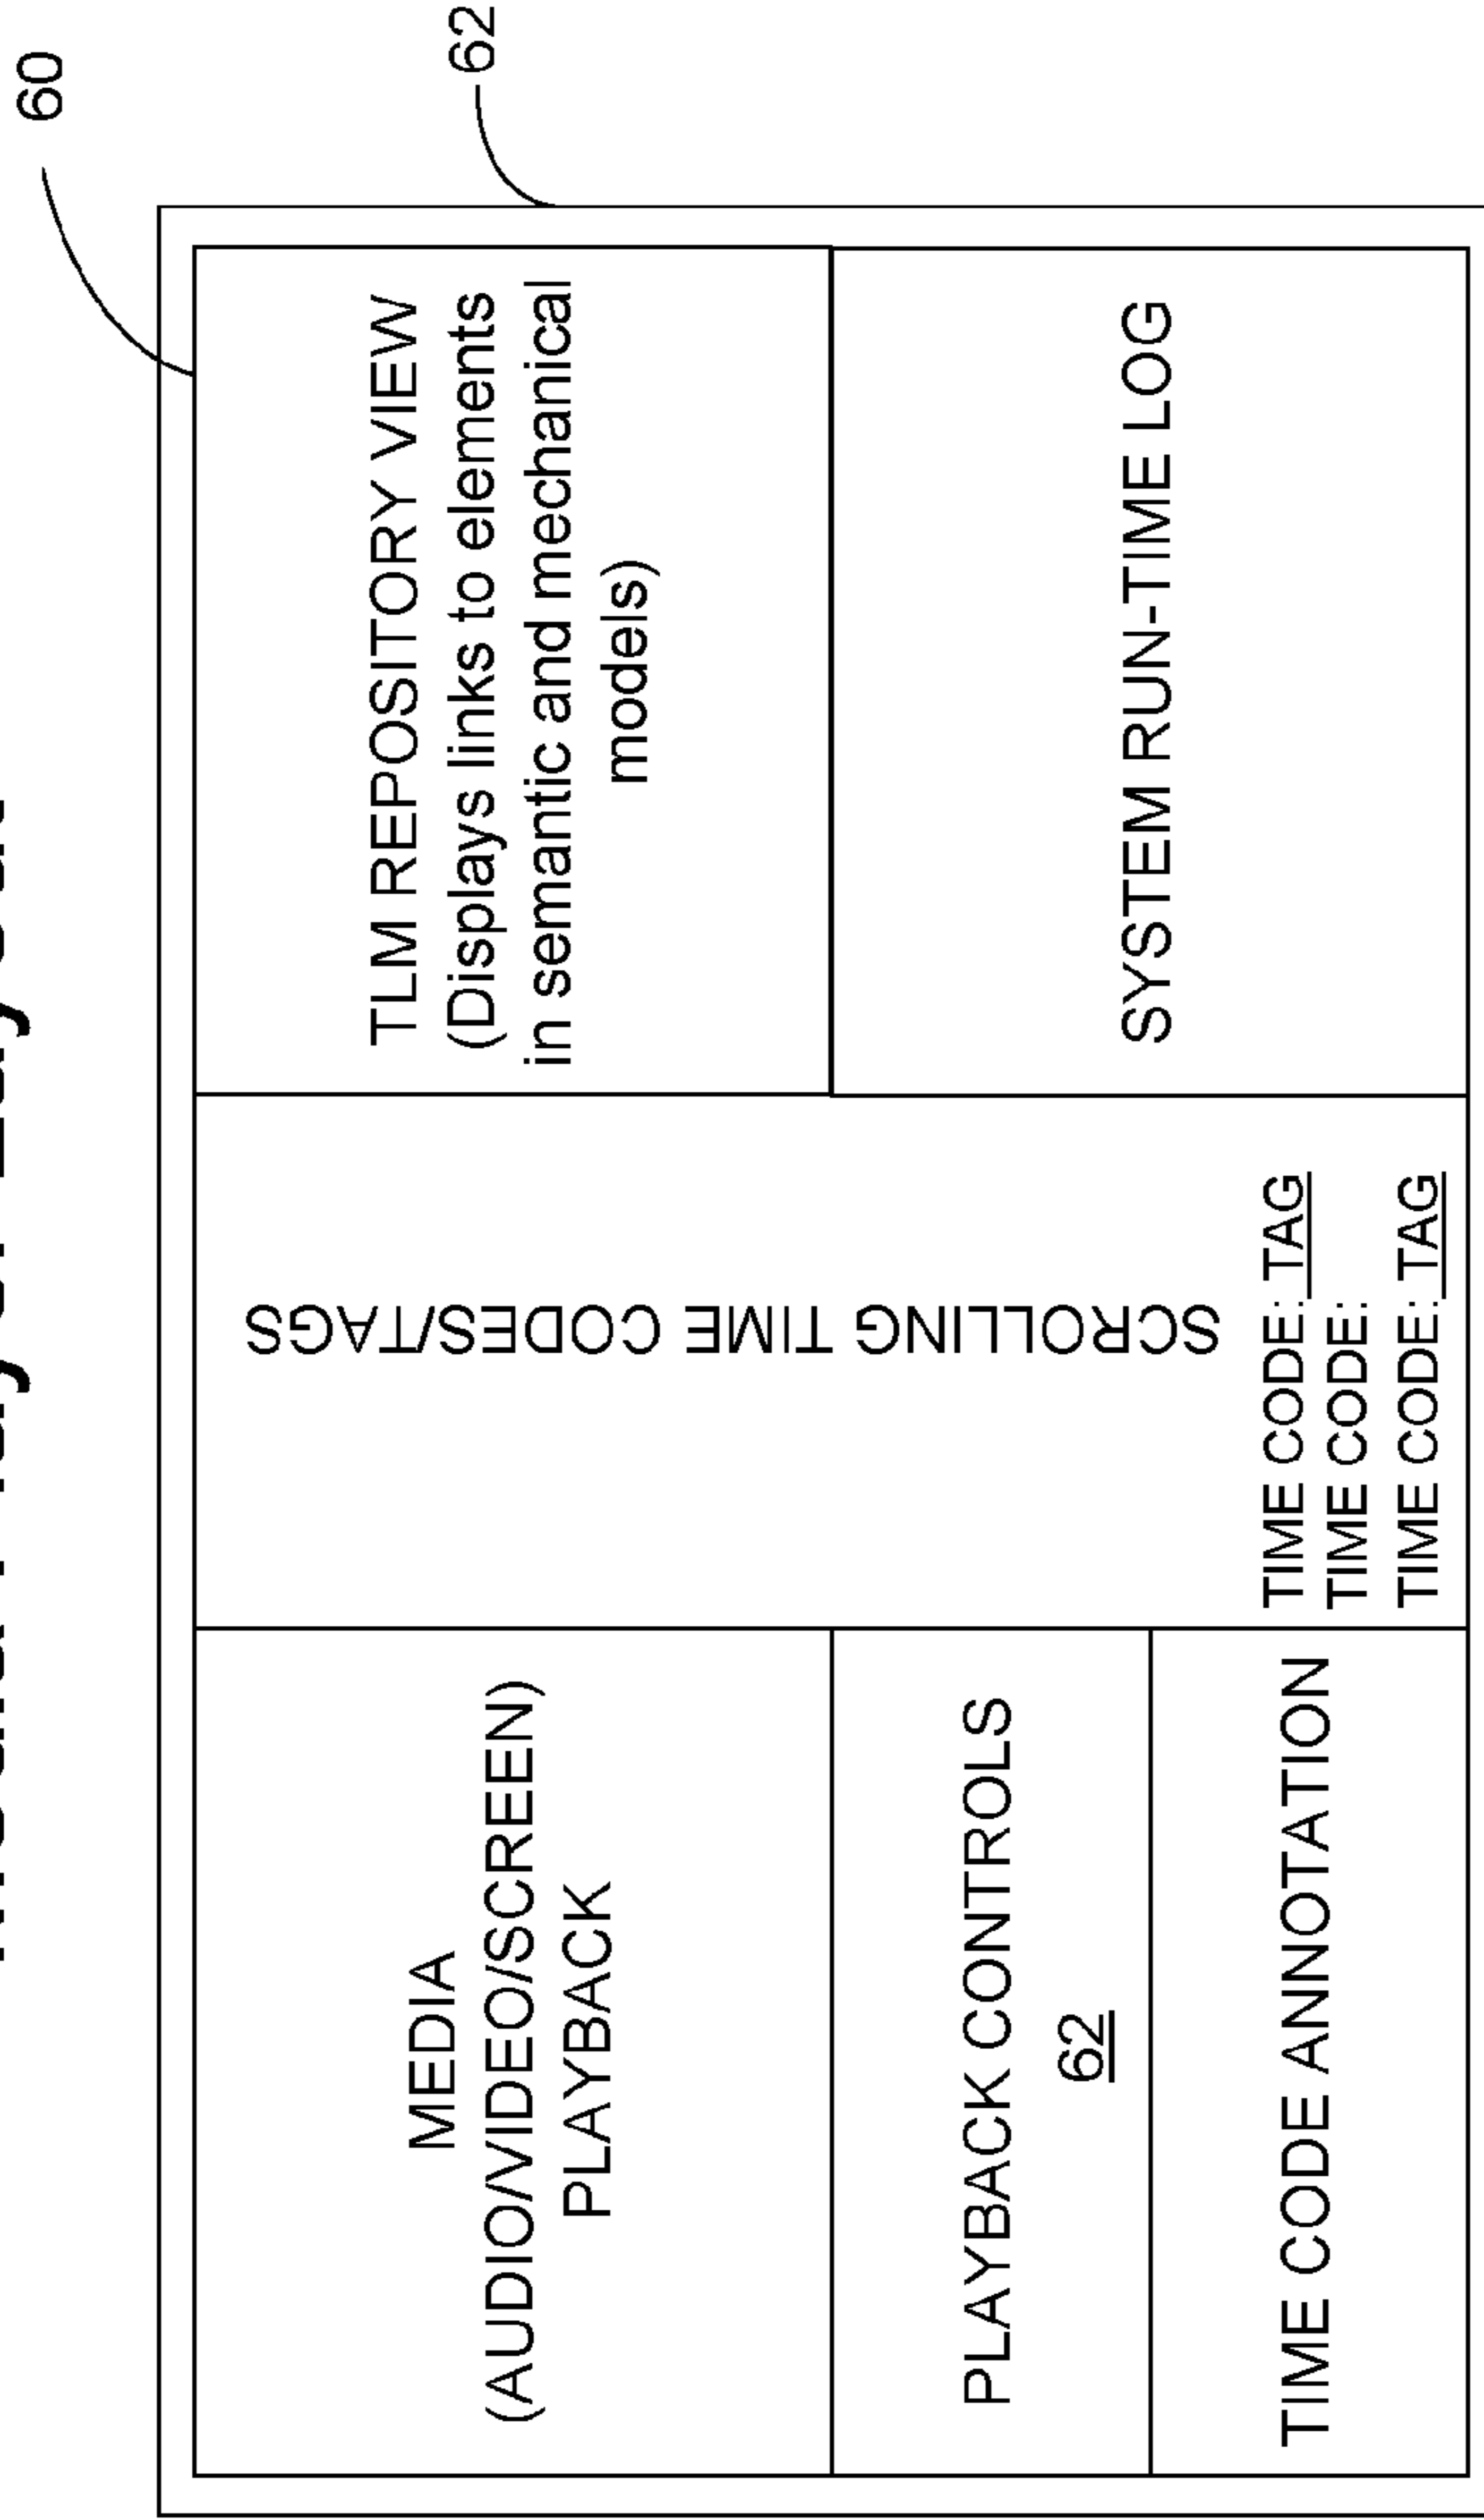 60
62
MEDIA
(AUDIO/VIDEO/SCREEN)
PLAYBACK
PLAYBACK CONTROLS
62
TIME CODE ANNOTATION
SCROLLING TIME CODES/TAGS
TIME CODE: TAG
TIME CODE:
TIME CODE: TAG
TLM REPOSITORY VIEW
(Displays links to elements
in semantic and mechanical
models)
SYSTEM RUN-TIME LOG